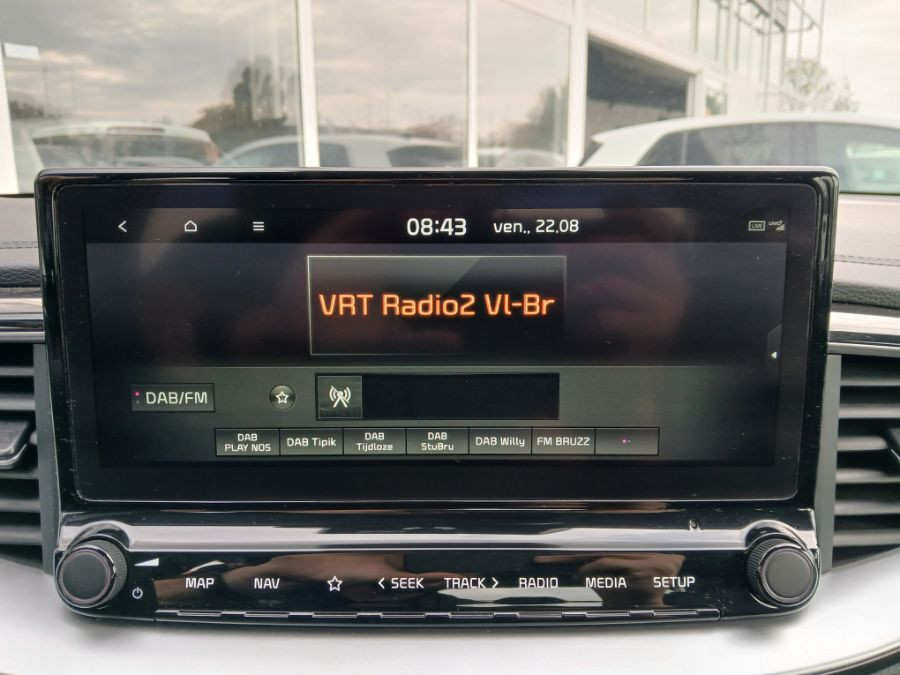 08:43 ven., 22.08 LIVE
VRT Radio2 Vl-Br
DAB/FM
DAB PLAY NOS
DAB Tipik
DAB Tijdloze
DAB StuBru
DAB Willy
FM BRUZZ
MAP NAV < SEEK TRACK > RADIO MEDIA SETUP